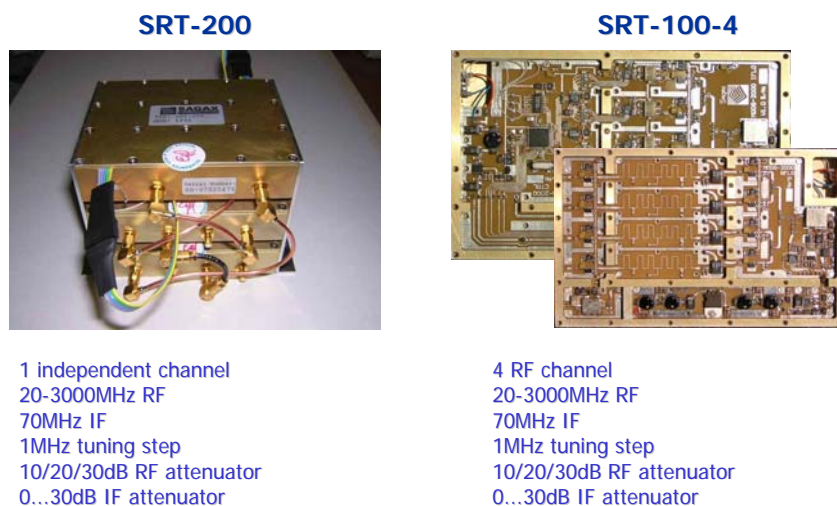 SRT-200
SRT-100-4
SAGAX
1 independent channel
20-3000MHz RF
70MHz IF
1MHz tuning step
10/20/30dB RF attenuator
0...30dB IF attenuator
4 RF channel
20-3000MHz RF
70MHz IF
1MHz tuning step
10/20/30dB RF attenuator
0...30dB IF attenuator